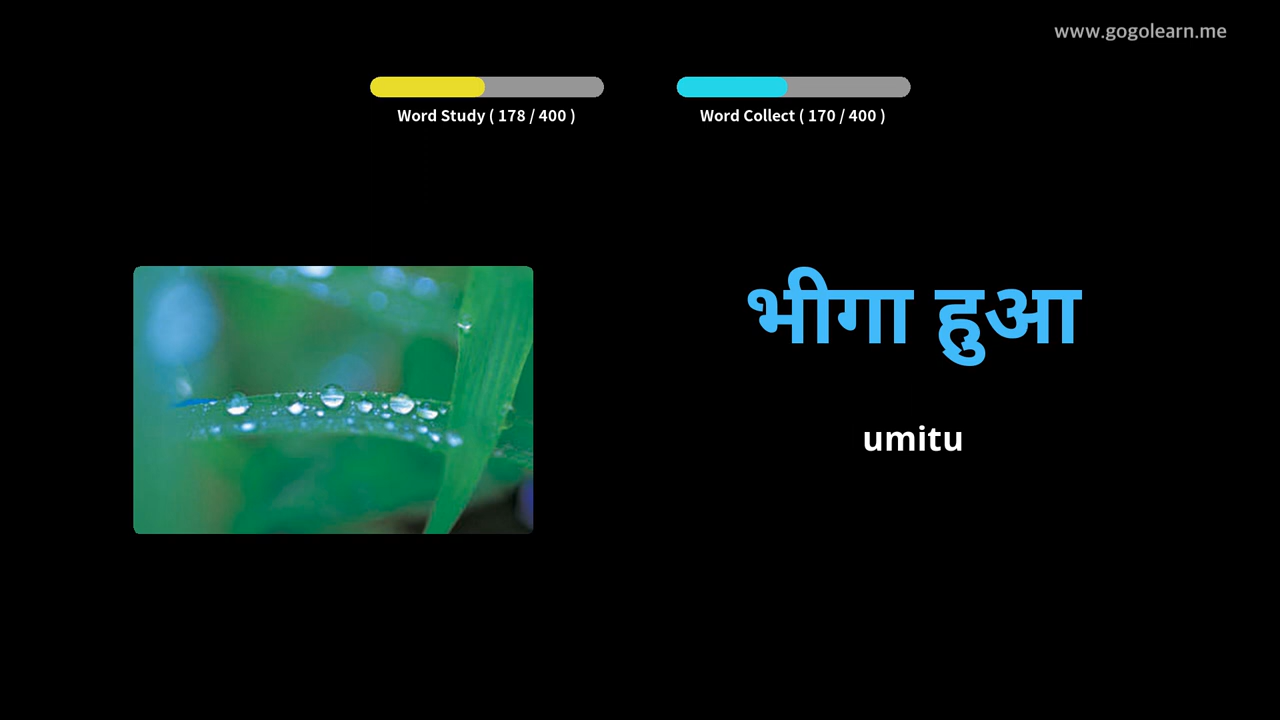 www.gogolearn.me
Word Study ( 178 / 400 )
Word Collect ( 170 / 400 )
भीगा हुआ
umitu